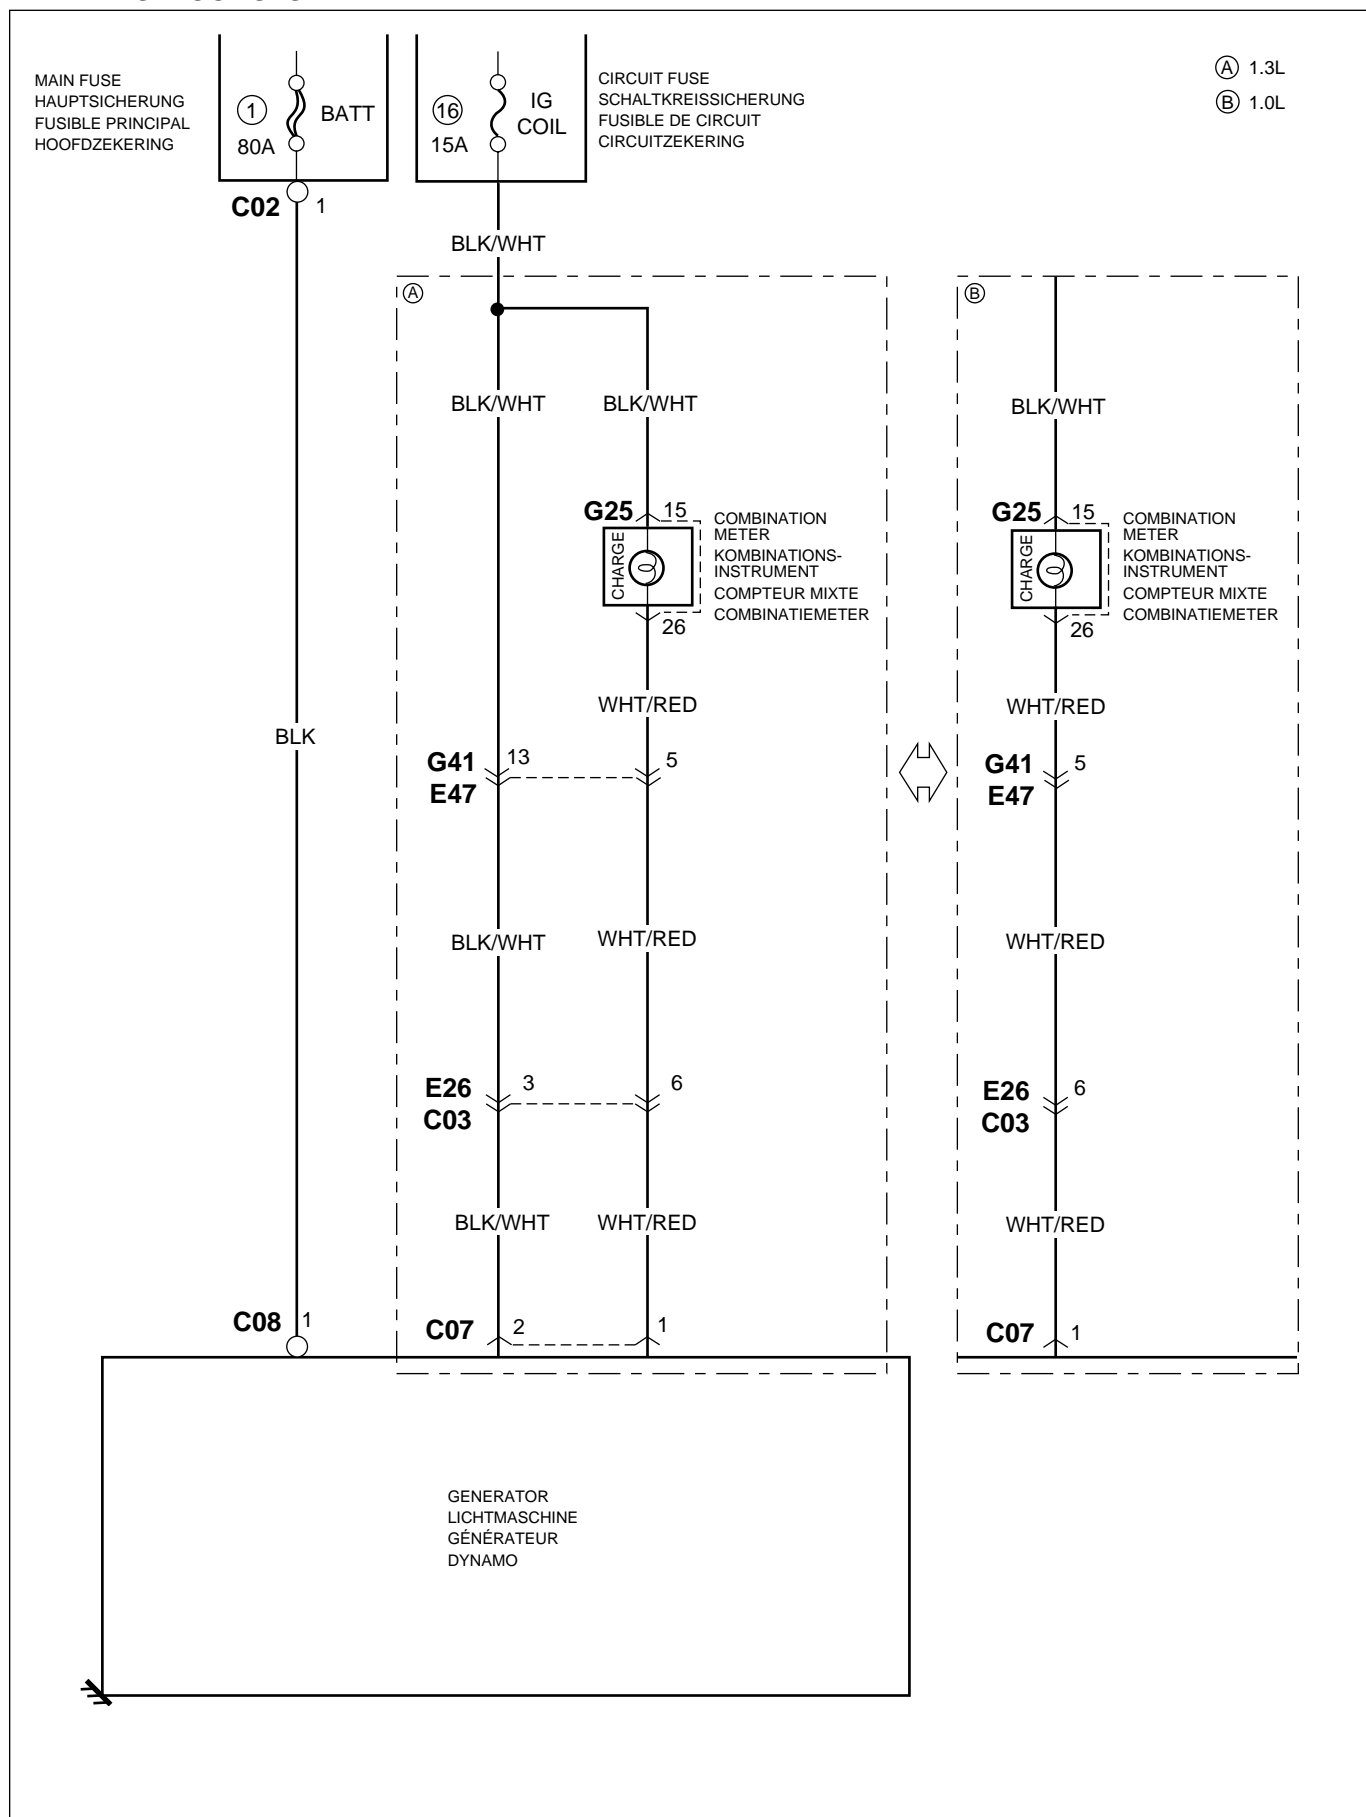 MAIN FUSE
HAUPTSICHERUNG
FUSIBLE PRINCIPAL
HOOFDZEKERING
1
80A
BATT
16
15A
IG
COIL
CIRCUIT FUSE
SCHALTKREISSICHERUNG
FUSIBLE DE CIRCUIT
CIRCUITZEKERING
A 1.3L
B 1.0L
C02 1
BLK/WHT
A
B
BLK/WHT
BLK/WHT
BLK/WHT
G25 15
CHARGE
COMBINATION
METER
KOMBINATIONS-
INSTRUMENT
COMPTEUR MIXTE
COMBINATIEMETER
26
G25 15
CHARGE
COMBINATION
METER
KOMBINATIONS-
INSTRUMENT
COMPTEUR MIXTE
COMBINATIEMETER
26
WHT/RED
WHT/RED
BLK
G41 13 5
E47
G41 5
E47
BLK/WHT
WHT/RED
WHT/RED
E26 3 6
C03
E26 6
C03
BLK/WHT
WHT/RED
WHT/RED
C08 1
C07 2 1
C07 1
GENERATOR
LICHTMASCHINE
GÉNÉRATEUR
DYNAMO